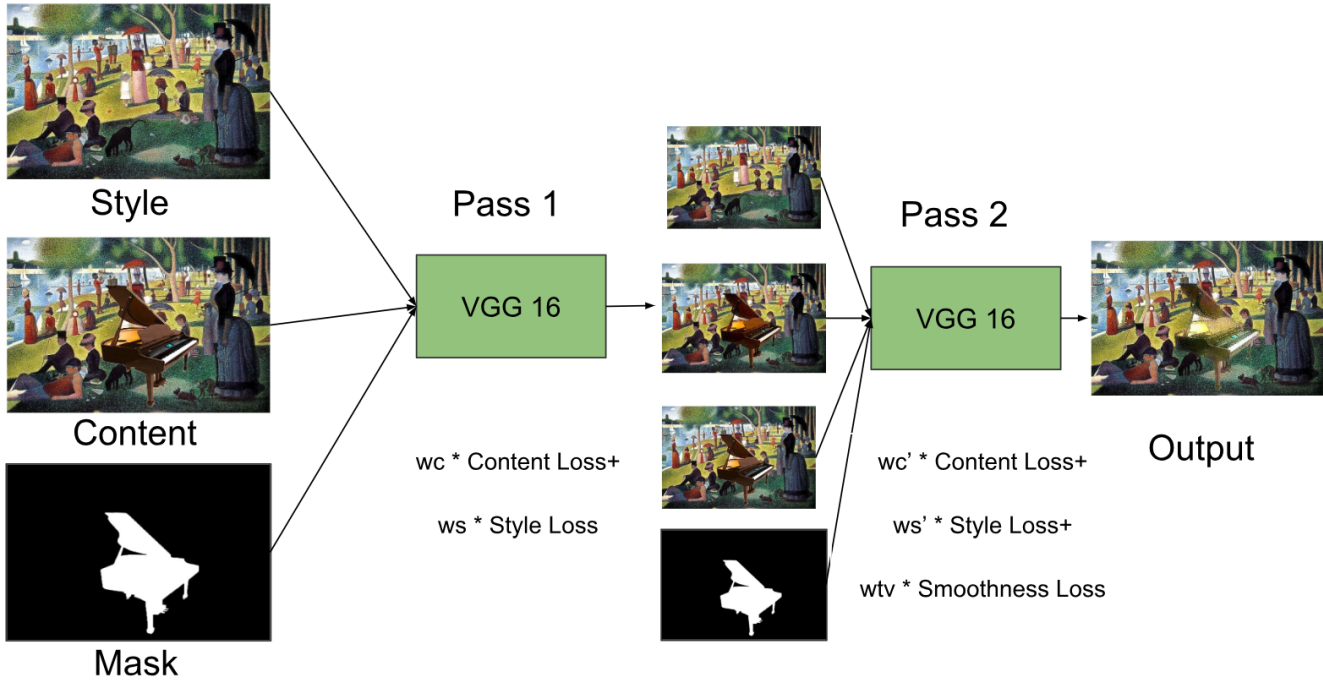 Style
Content
Mask
Pass 1
VGG 16
wc * Content Loss+
ws * Style Loss
Pass 2
VGG 16
wc’ * Content Loss+
ws’ * Style Loss+
wtv * Smoothness Loss
Output